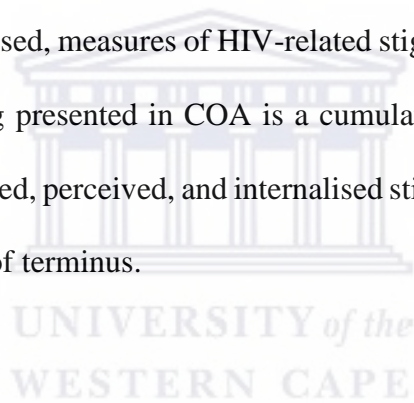 sed, measures of HIV-related stig
g presented in COA is a cumula
ed, perceived, and internalised sti
of terminus.
UNIVERSITY of the
WESTERN CAPE